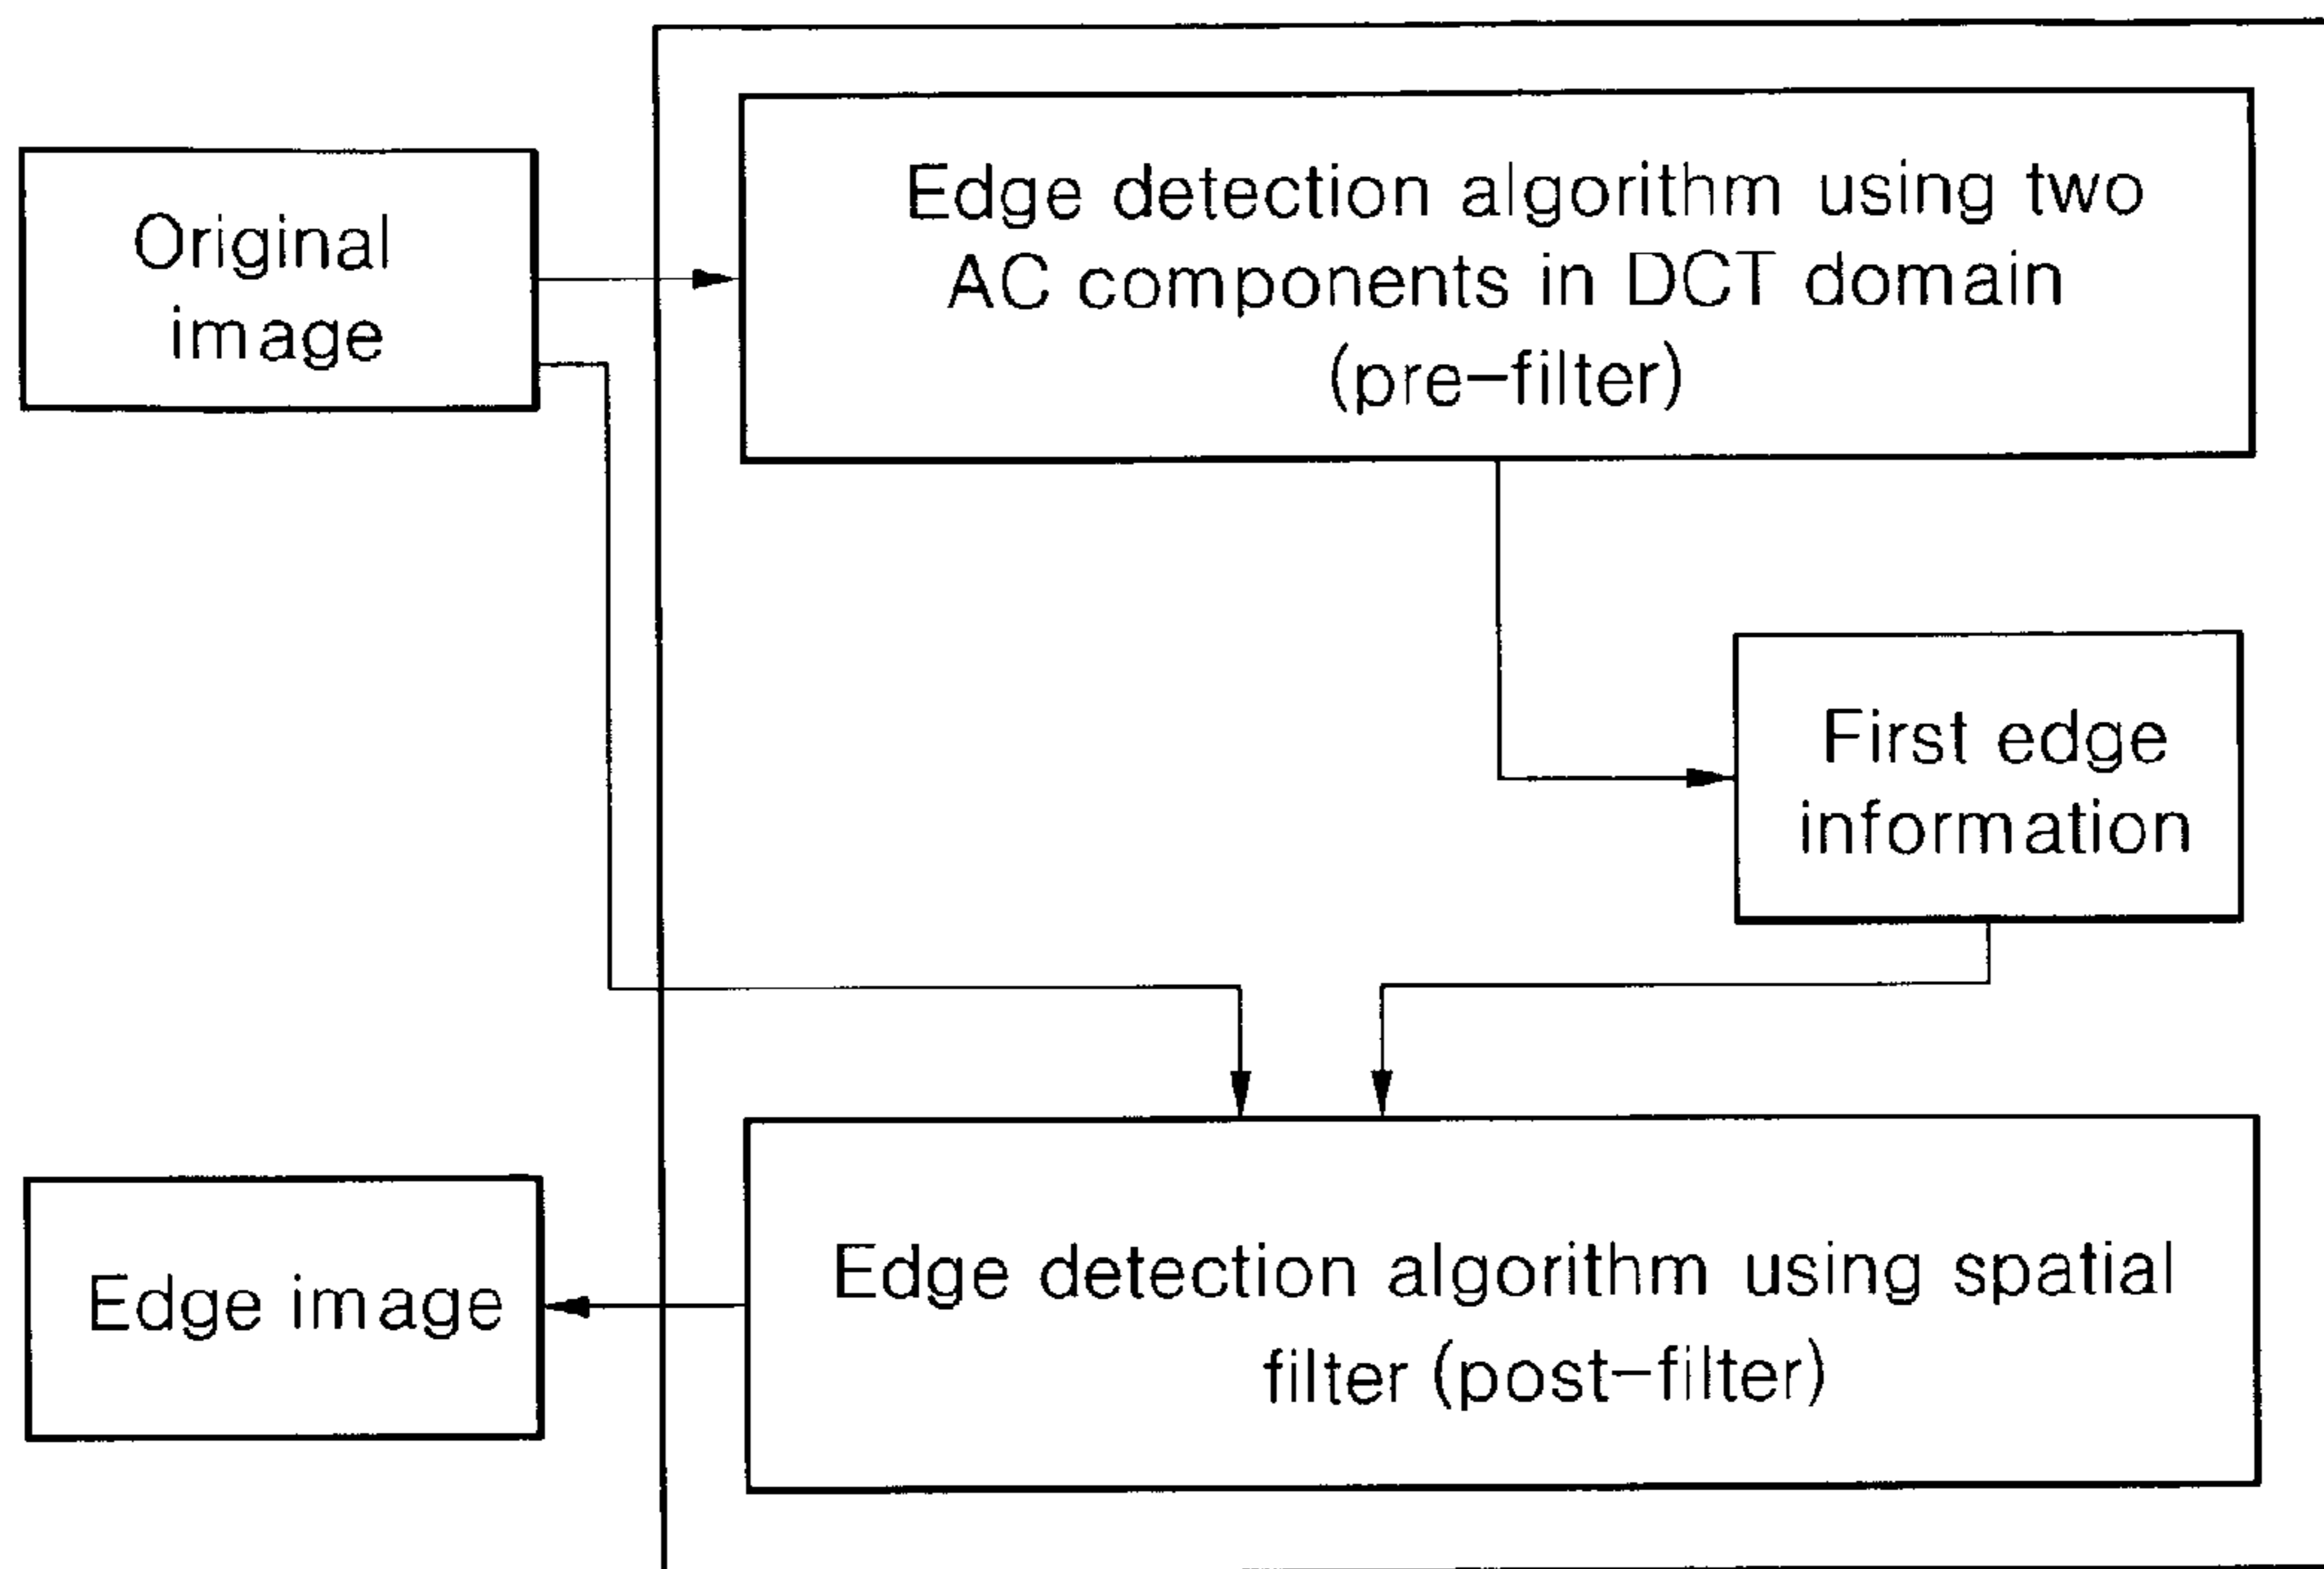 Original
image
Edge detection algorithm using two
AC components in DCT domain
(pre-filter)
First edge
information
Edge image
Edge detection algorithm using spatial
filter (post-filter)